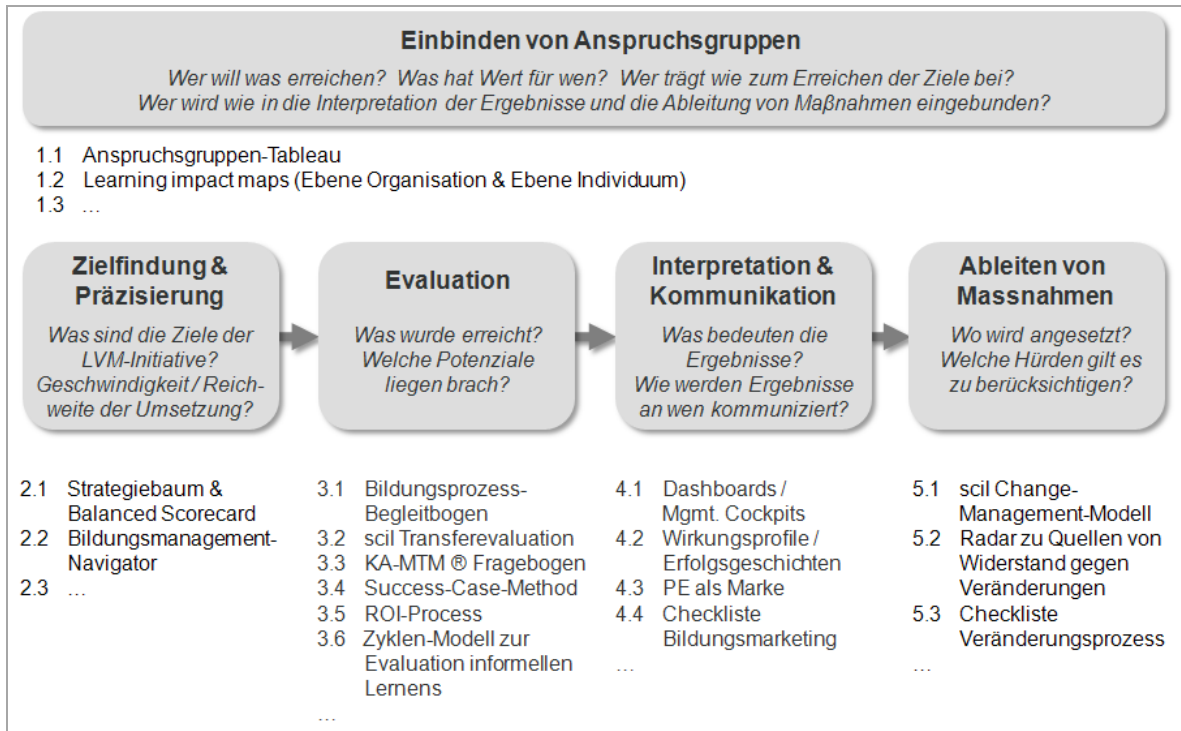 Einbinden von Anspruchsgruppen
Wer will was erreichen? Was hat Wert für wen? Wer trägt wie zum Erreichen der Ziele bei?
Wer wird wie in die Interpretation der Ergebnisse und die Ableitung von Maßnahmen eingebunden?
1.1 Anspruchsgruppen-Tableau
1.2 Learning impact maps (Ebene Organisation & Ebene Individuum)
1.3 ...
Zielfindung &
Präzisierung
Was sind die Ziele der
LVM-Initiative?
Geschwindigkeit / Reich-
weite der Umsetzung?
Evaluation
Was wurde erreicht?
Welche Potenziale
liegen brach?
Interpretation &
Kommunikation
Was bedeuten die
Ergebnisse?
Wie werden Ergebnisse
an wen kommuniziert?
Ableiten von
Massnahmen
Wo wird angesetzt?
Welche Hürden gilt es
zu berücksichtigen?
2.1 Strategiebaum &
Balanced Scorecard
2.2 Bildungsmanagement-
Navigator
2.3 ...
3.1 Bildungsprozess-
Begleitbogen
3.2 scil Transferevaluation
3.3 KA-MTM ® Fragebogen
3.4 Success-Case-Method
3.5 ROI-Process
3.6 Zyklen-Modell zur
Evaluation informellen
Lernens
...
4.1 Dashboards /
Mgmt. Cockpits
4.2 Wirkungsprofile /
Erfolgsgeschichten
4.3 PE als Marke
4.4 Checkliste
Bildungsmarketing
...
5.1 scil Change-
Management-Modell
5.2 Radar zu Quellen von
Widerstand gegen
Veränderungen
5.3 Checkliste
Veränderungsprozess
...